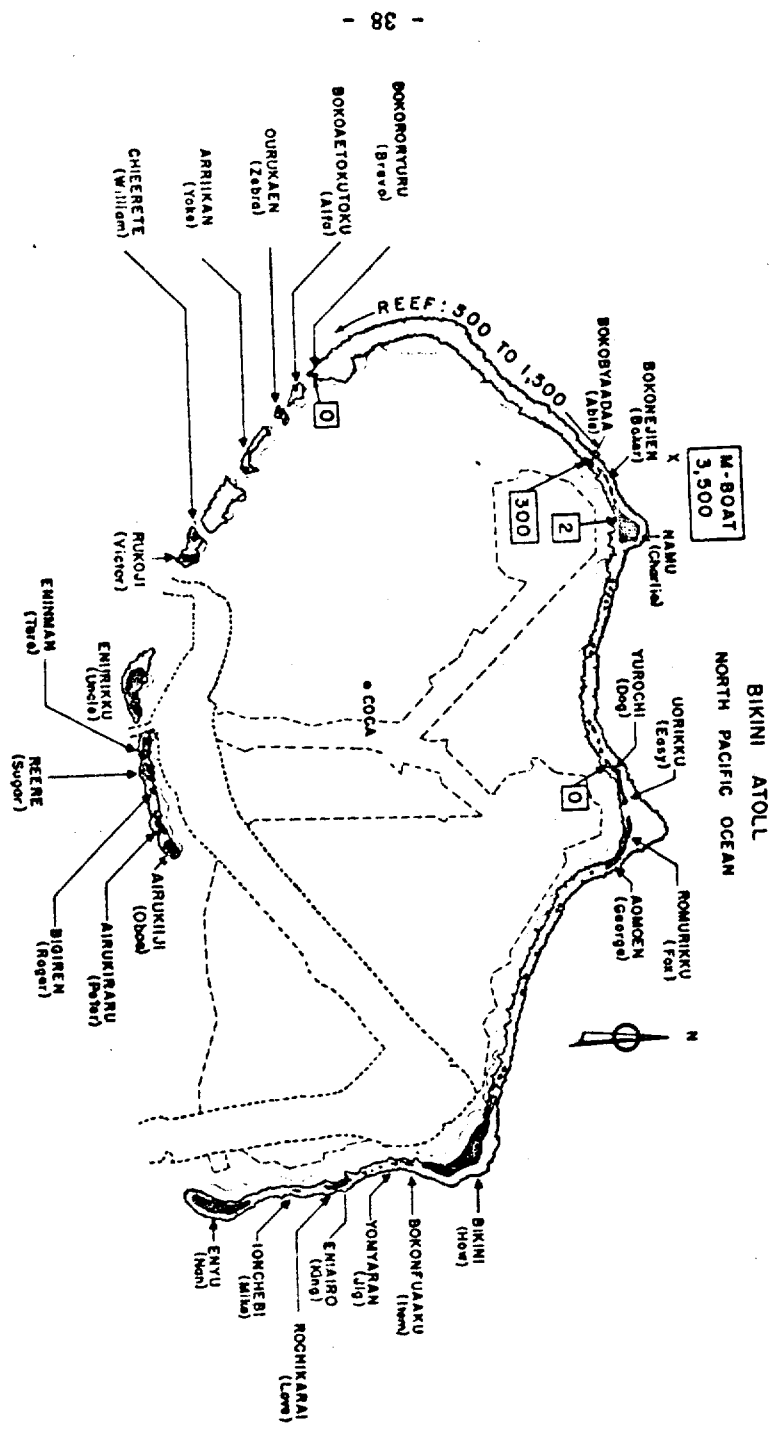 - 38 -
BIKINI ATOLL
NORTH PACIFIC OCEAN
N
M-BOAT
3,500
X
REEF: 500 TO 1,500
BOKOBYAADAA
(Able)
BOKONEJIEN
(Baker)
NAMU
(Charlie)
300
2
YUROCHI
(Dog)
UORIKKU
(Easy)
ROMURIKKU
(Fox)
AOMOEN
(George)
0
BIKINI
(How)
BOKONFUAAKU
(Item)
YOMYARAN
(Jig)
ENIAIRO
(King)
ROCHIKARAI
(Love)
IONCHEBI
(Mike)
ENYU
(Nan)
COCA
BOKORORYURU
(Bravo)
BOKOAETOKUTOKU
(Alfa)
OURUKAEN
(Zebra)
ARRIIKAN
(Yoke)
CHIEERETE
(William)
0
RUKOJI
(Victor)
ENIIRIKKU
(Uncle)
ENINMAN
(Tare)
REERE
(Sugar)
BIGIREN
(Roger)
AIRUKIRARU
(Peter)
AIRUKIIJI
(Oboe)